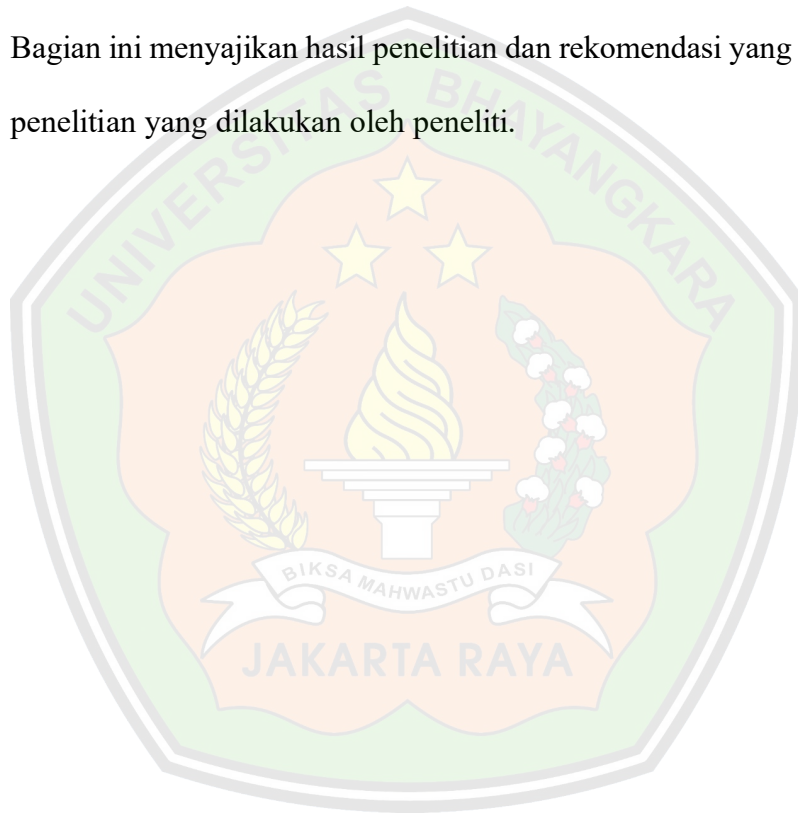 Bagian ini menyajikan hasil penelitian dan rekomendasi yang
penelitian yang dilakukan oleh peneliti.
UNIVERSITAS BHAYANGKARA
BIKSA MAHWASTU DASI
JAKARTA RAYA